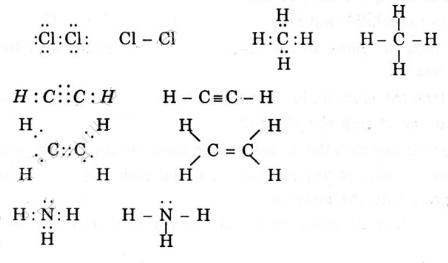 :Cl:Cl: Cl – Cl H:C:H H – C – H
H H
H H
H : C ::: C : H H – C ≡ C – H
H H H H
C :: C C = C
H H H H
H : N : H H – N – H
H H